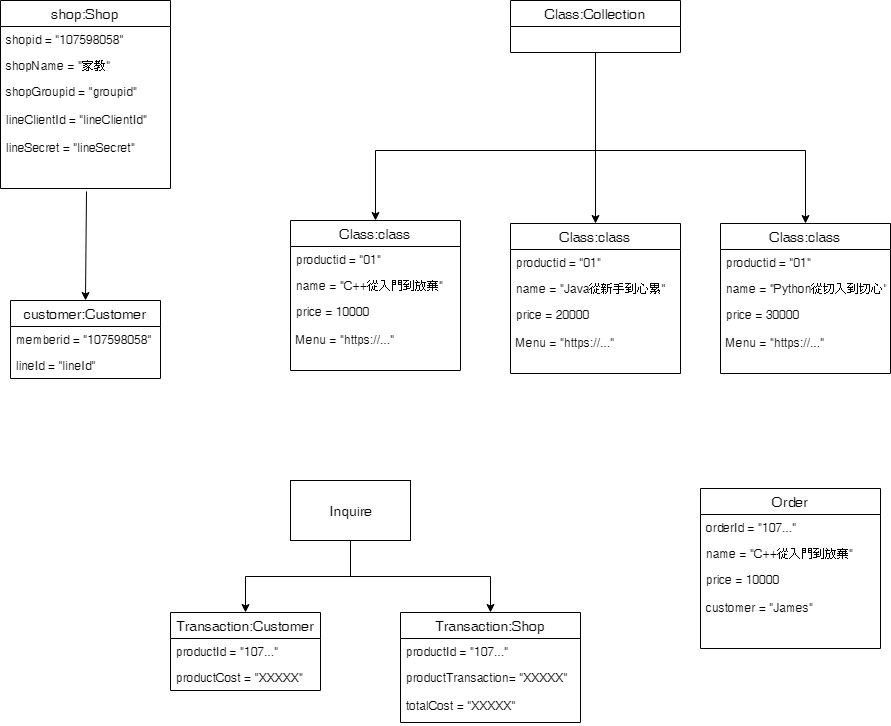 shop:Shop
shopid = "107598058"
shopName = "家教"
shopGroupid = "groupid"
lineClientId = "lineClientId"
lineSecret = "lineSecret"
customer:Customer
memberid = "107598058"
lineId = "lineId"
Class:Collection
Class:class
productid = "01"
name = "C++從入門到放棄"
price = 10000
Menu = "https://..."
Class:class
productid = "01"
name = "Java從新手到心累"
price = 20000
Menu = "https://..."
Class:class
productid = "01"
name = "Python從切入到切心"
price = 30000
Menu = "https://..."
Inquire
Transaction:Customer
productId = "107..."
productCost = "XXXXX"
Transaction:Shop
productId = "107..."
productTransaction= "XXXXX"
totalCost = "XXXXX"
Order
orderId = "107..."
name = "C++從入門到放棄"
price = 10000
customer = "James"